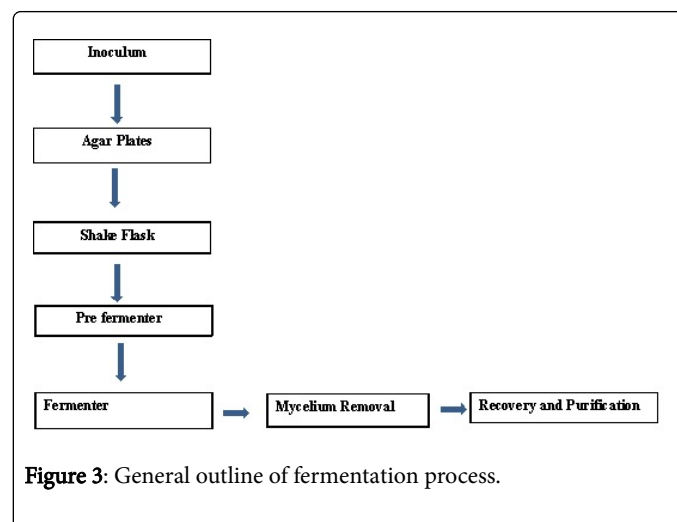 Inoculum
Agar Plates
Shake Flask
Pre fermenter
Fermenter
Mycelium Removal
Recovery and Purification
Figure 3: General outline of fermentation process.